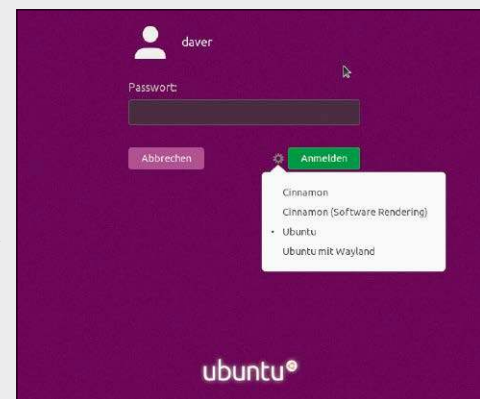 daver
Passwort:
Abbrechen
Anmelden
Cinnamon
Cinnamon (Software Rendering)
Ubuntu
Ubuntu mit Wayland
ubuntu